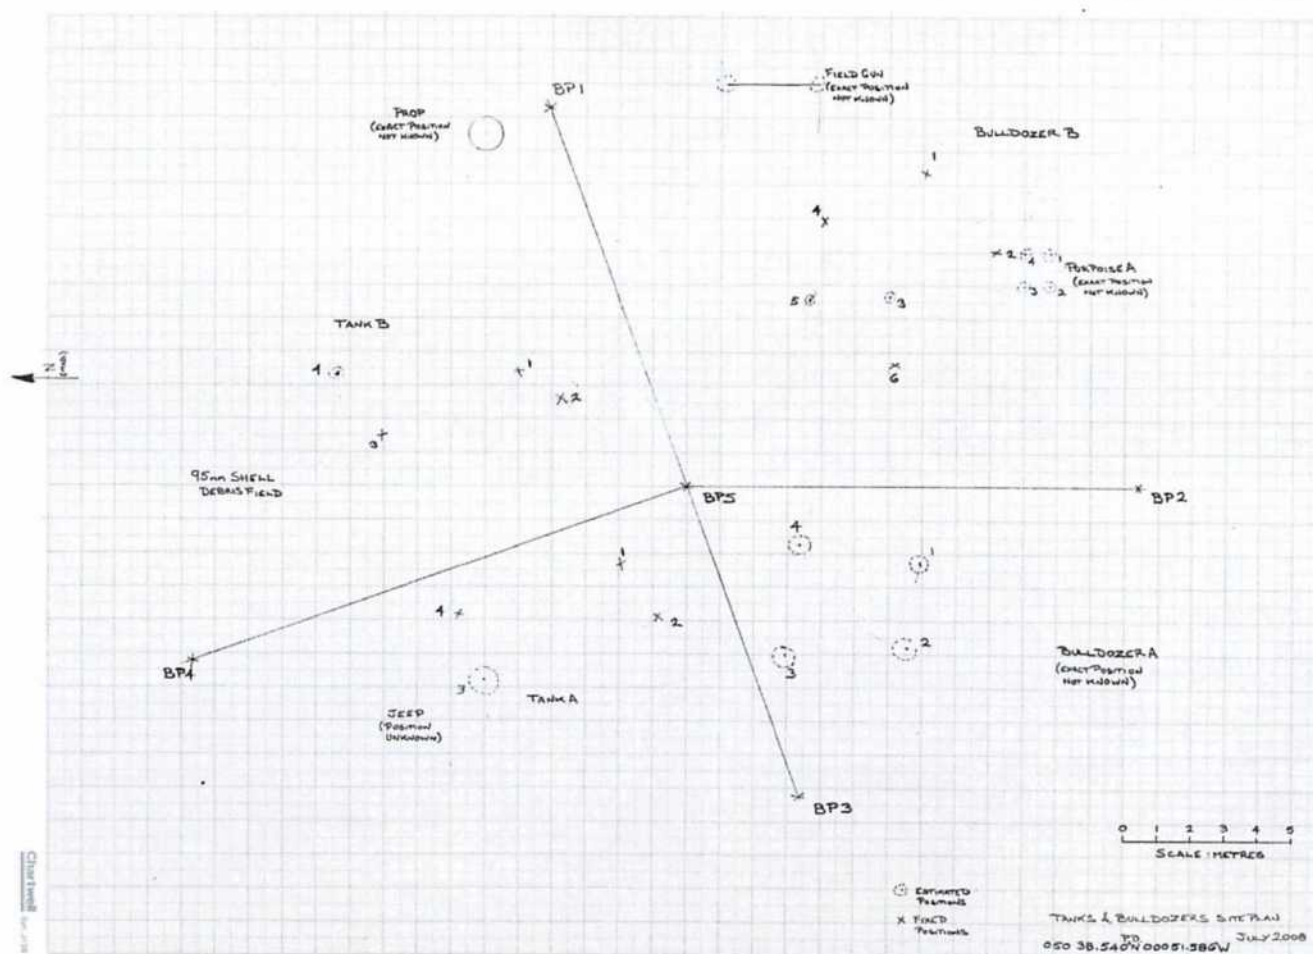 BP1
FIELD GUN
(EXACT POSITION
NOT KNOWN)
PROP
(EXACT POSITION
NOT KNOWN)
BULLDOZER B
1
4
2
4
1
PORPOISE A
(EXACT POSITION
NOT KNOWN)
3
2
5
3
TANK B
N
(MAG)
4
1
6
2
3
95mm SHELL
DEBRIS FIELD
BP5
BP2
4
1
1
4
2
2
BP4
3
BULLDOZER A
(EXACT POSITION
NOT KNOWN)
3
TANK A
JEEP
(POSITION
UNKNOWN)
BP3
0 1 2 3 4 5
SCALE : METRES
ESTIMATED
POSITIONS
X FIXED
POSITIONS
TANKS & BULLDOZERS SITE PLAN
PD. JULY 2008
050 38.540N 00051.586W
Chartwell